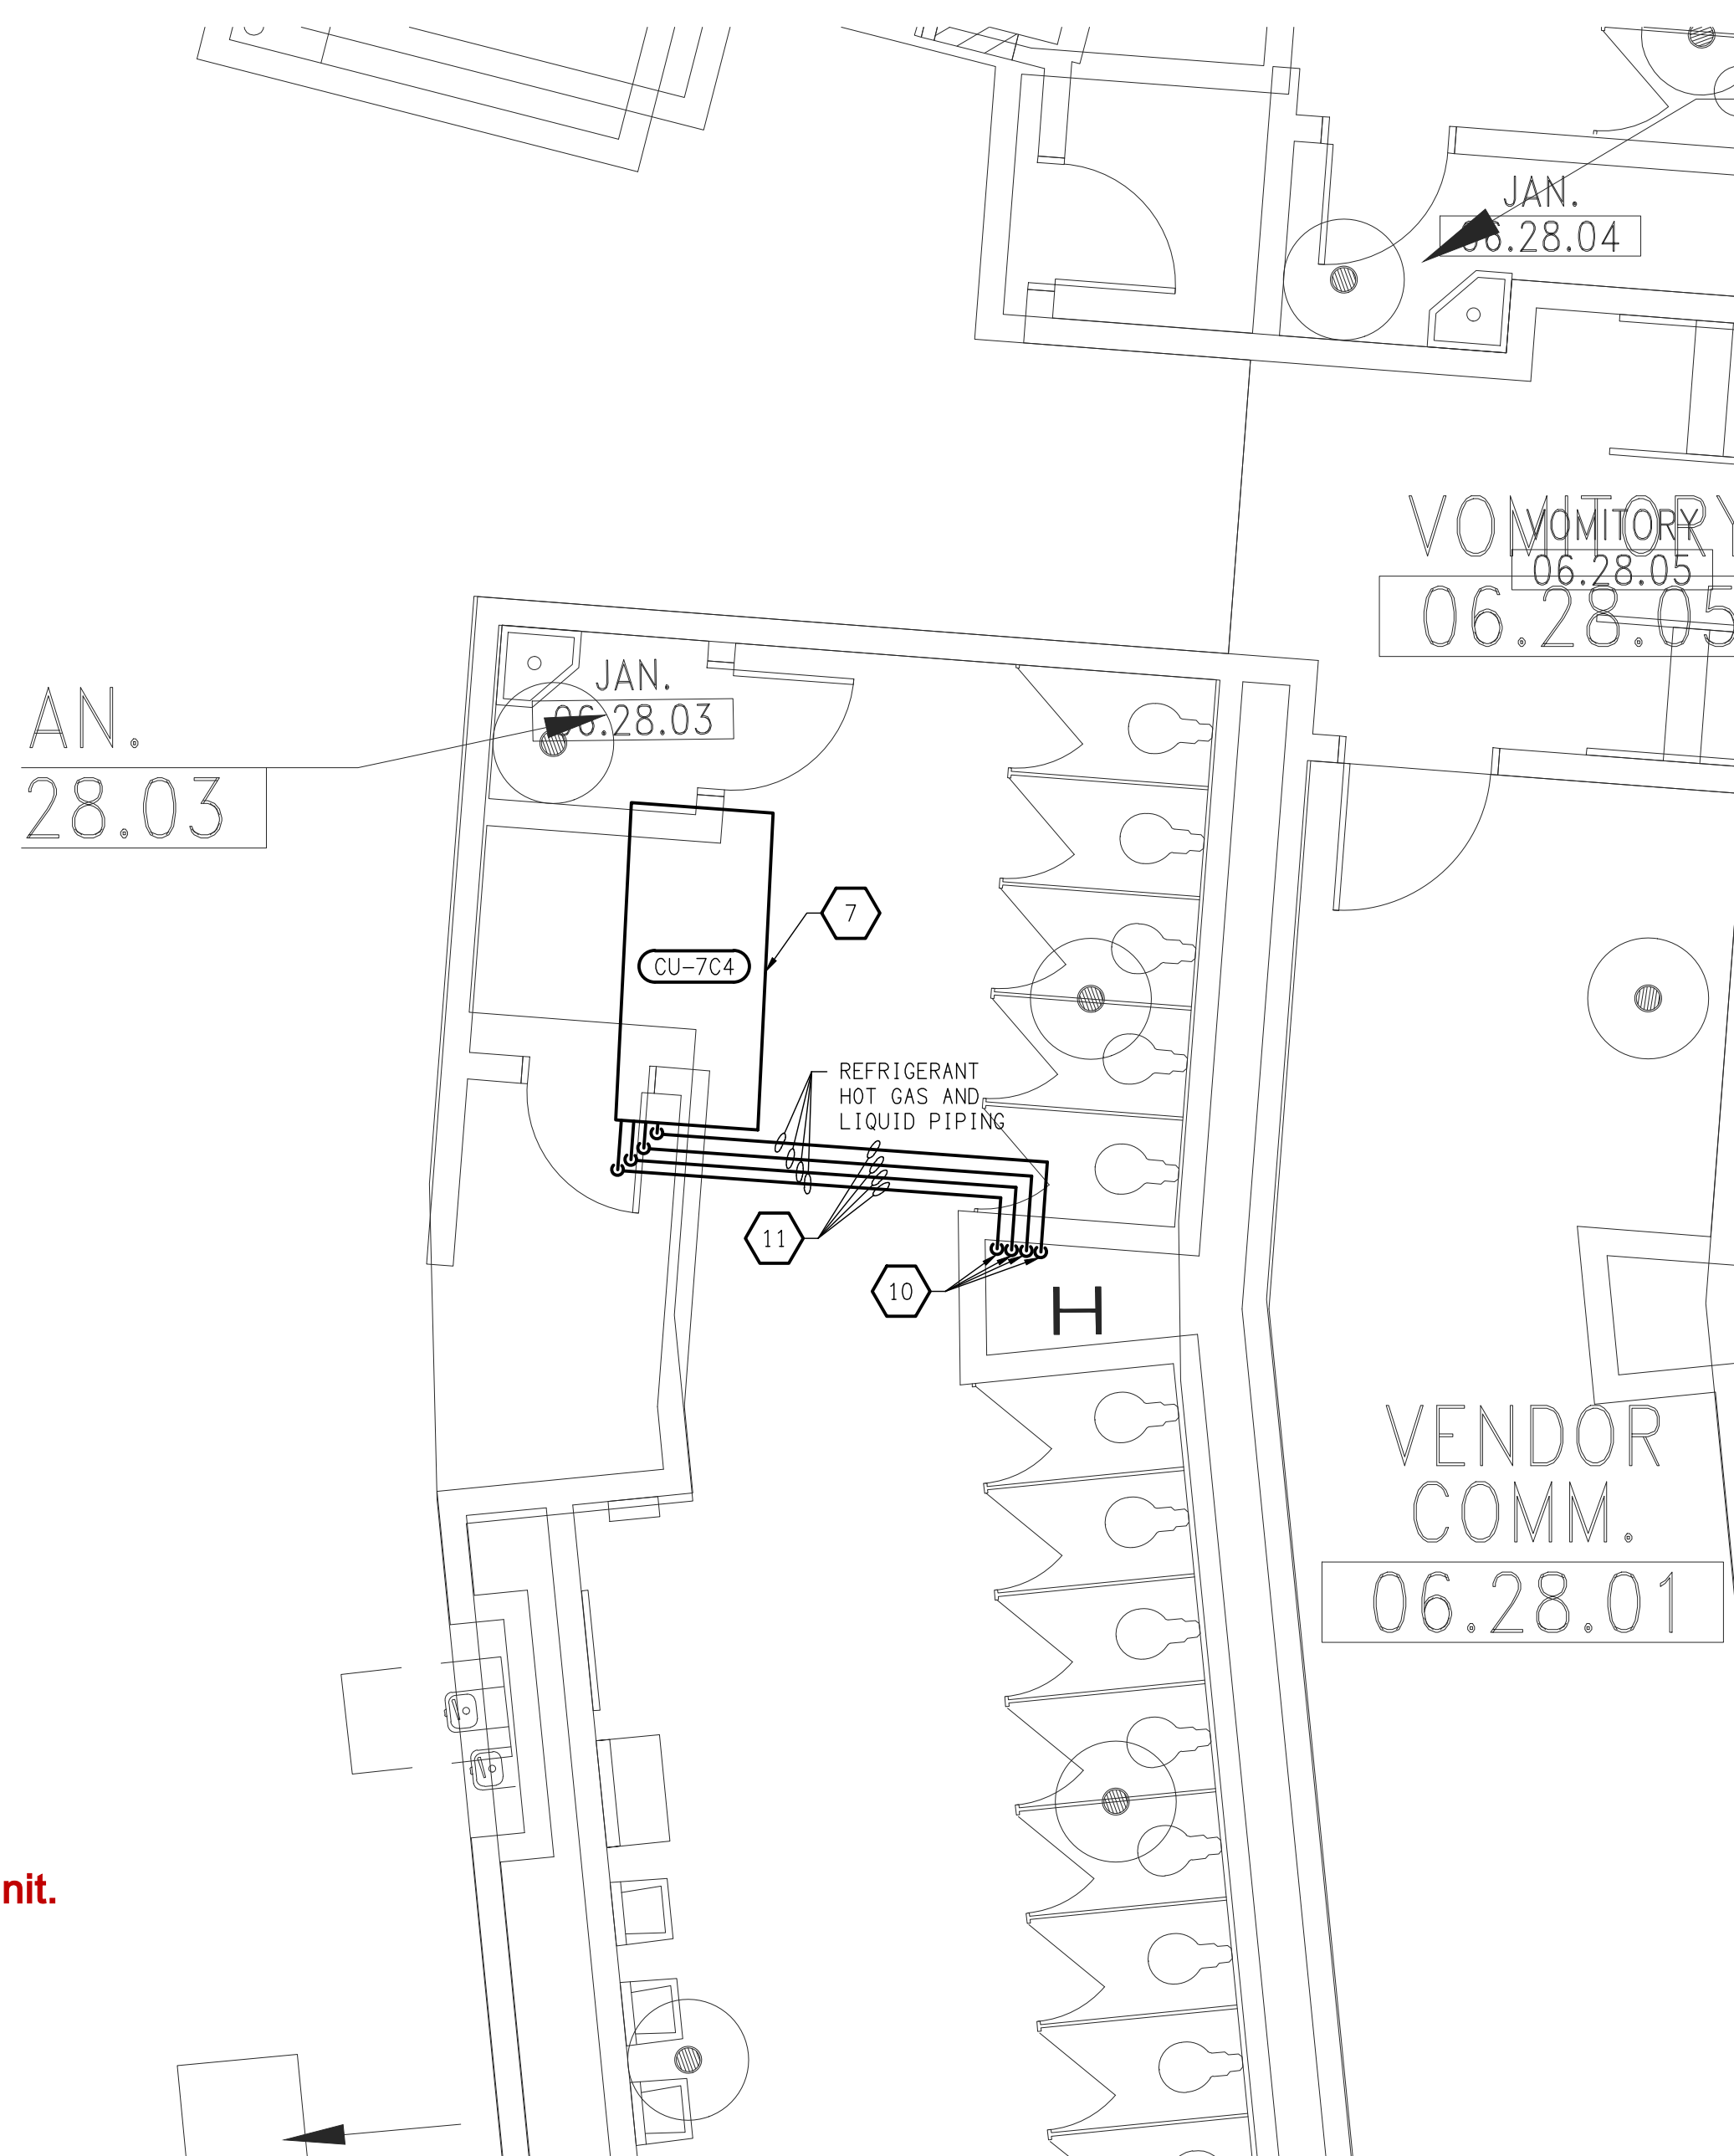 JAN.
06.28.04
VOMITORY
06.28.05
VOMITORY
06.28.05
JAN.
06.28.03
AN.
28.03
7
CU-7C4
REFRIGERANT
HOT GAS AND
LIQUID PIPING
11
10
H
VENDOR
COMM.
06.28.01
nit.